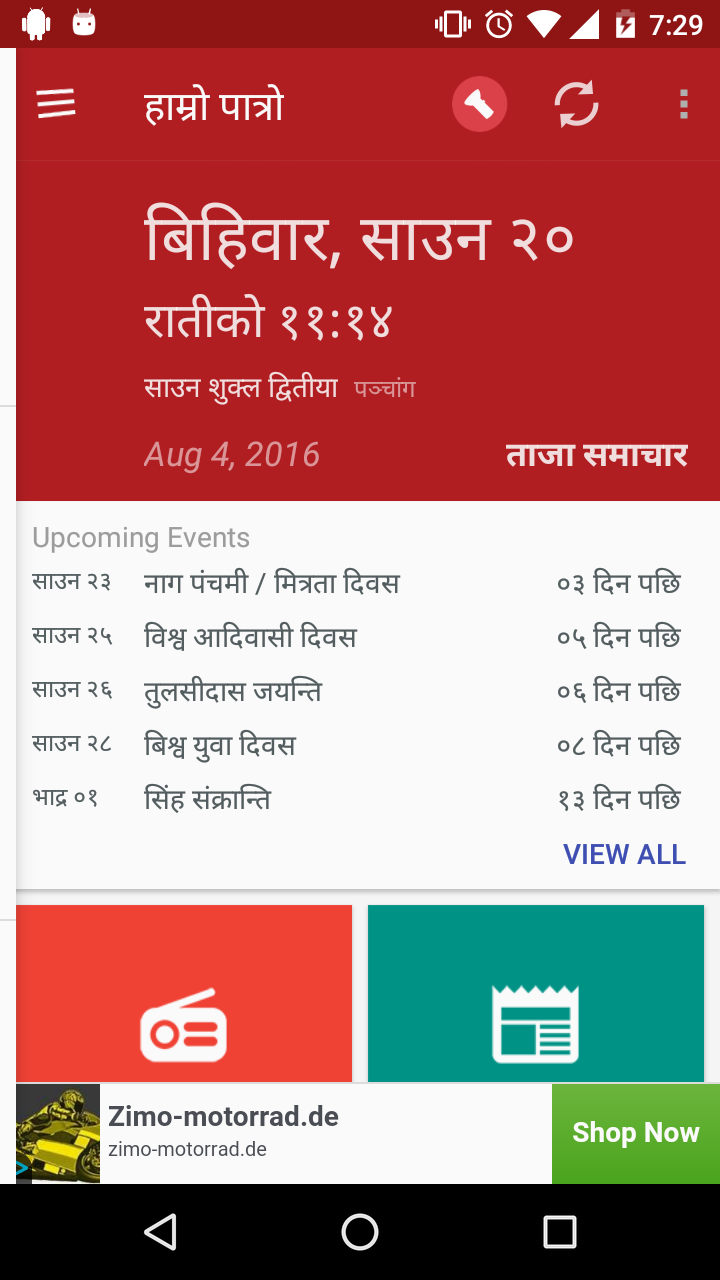 7:29
हाम्रो पात्रो
बिहिवार, साउन २०
रातीको ११:१४
साउन शुक्ल द्वितीया पञ्चांग
Aug 4, 2016 ताजा समाचार
Upcoming Events
साउन २३ नाग पंचमी / मित्रता दिवस ०३ दिन पछि
साउन २५ विश्व आदिवासी दिवस ०५ दिन पछि
साउन २६ तुलसीदास जयन्ति ०६ दिन पछि
साउन २८ बिश्व युवा दिवस ०८ दिन पछि
भाद्र ०१ सिंह संक्रान्ति १३ दिन पछि
VIEW ALL
Zimo-motorrad.de
zimo-motorrad.de
Shop Now